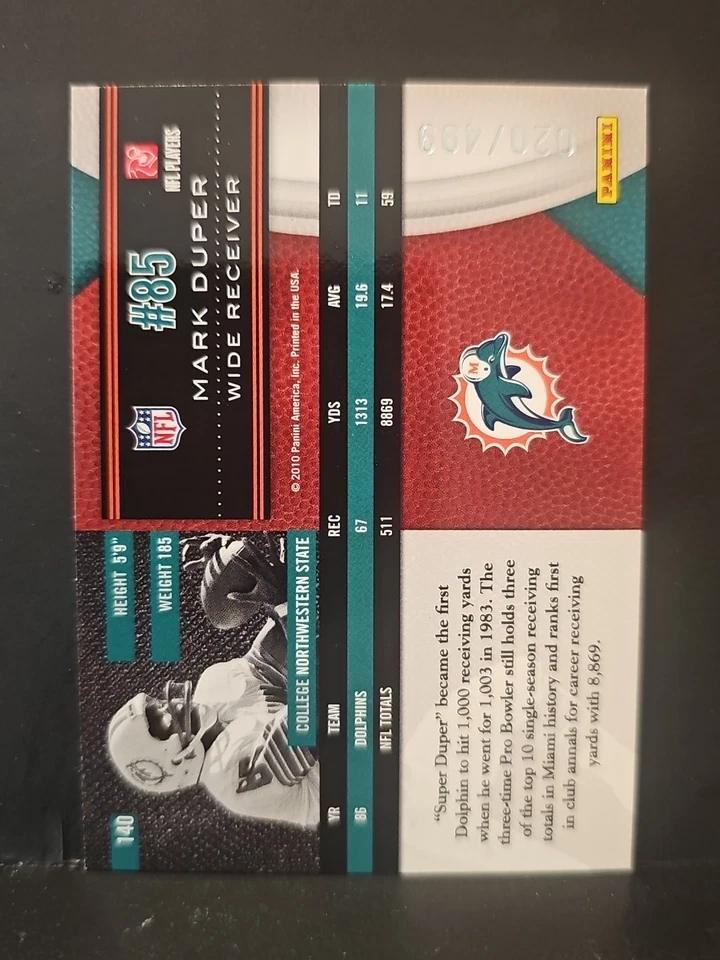 140
HEIGHT 5'9"
WEIGHT 185
COLLEGE NORTHWESTERN STATE
NFL
#85
NFL PLAYERS
MARK DUPER
WIDE RECEIVER
© 2010 Panini America, Inc. Printed in the USA.
YR TEAM REC YDS AVG TD
86 DOLPHINS 67 1313 19.6 11
NFL TOTALS 511 8869 17.4 59
"Super Duper" became the first
Dolphin to hit 1,000 receiving yards
when he went for 1,003 in 1983. The
three-time Pro Bowler still holds three
of the top 10 single-season receiving
totals in Miami history and ranks first
in club annals for career receiving
yards with 8,869.
M
020/499
PANINI